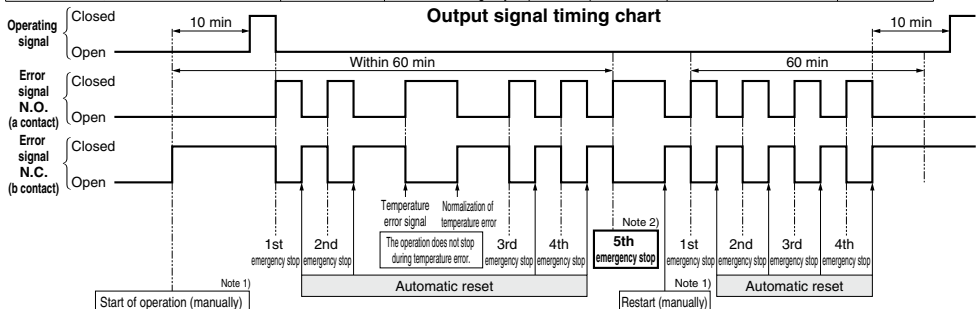 Output signal timing chart
Operating signal
Closed
Open
10 min
10 min
Within 60 min
60 min
Error signal N.O. (a contact)
Closed
Open
Error signal N.C. (b contact)
Closed
Open
Temperature error signal
Normalization of temperature error
The operation does not stop during temperature error.
1st emergency stop
2nd emergency stop
3rd emergency stop
4th emergency stop
Note 2)
5th emergency stop
1st emergency stop
2nd emergency stop
3rd emergency stop
4th emergency stop
Automatic reset
Automatic reset
Note 1)
Start of operation (manually)
Note 1)
Restart (manually)